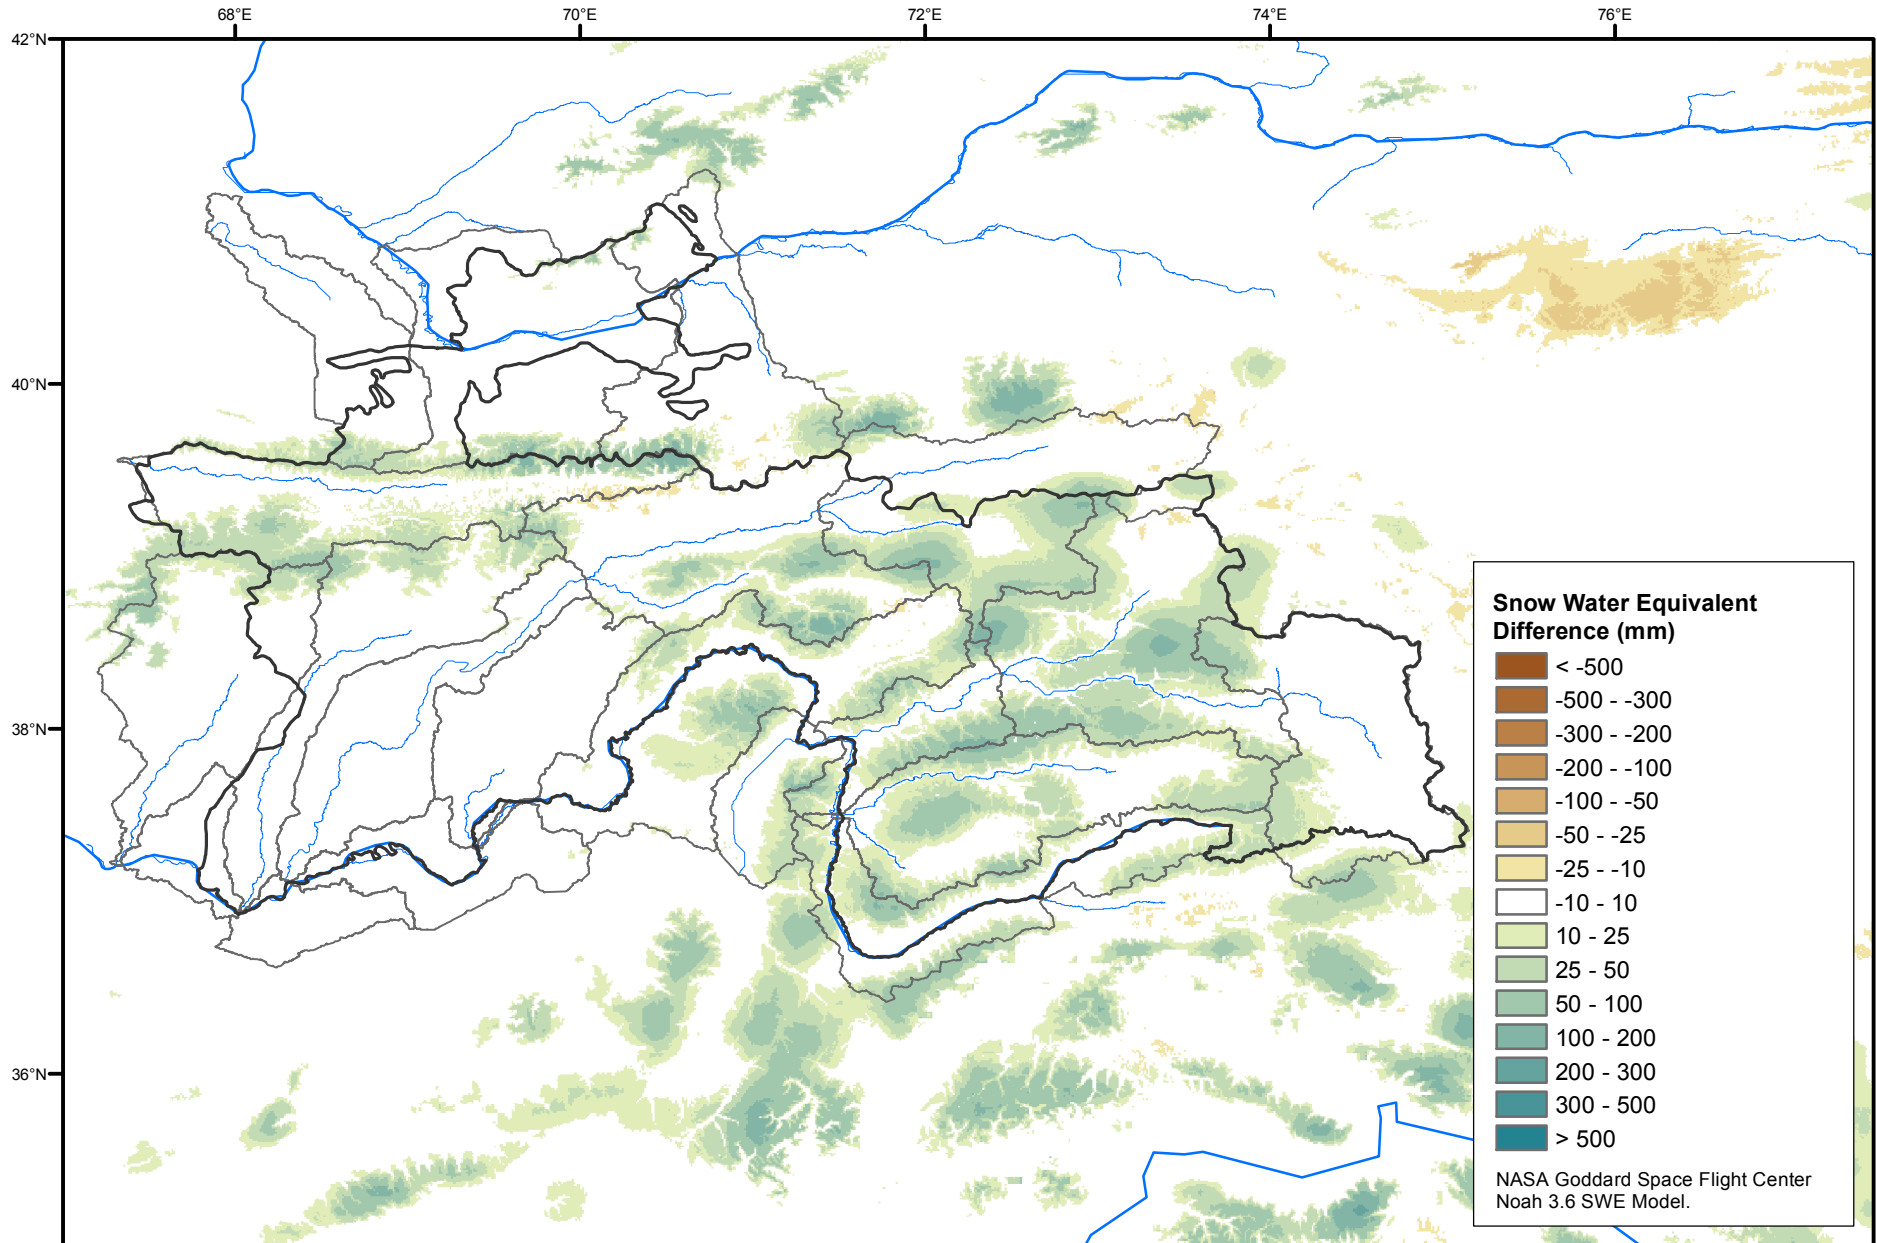 68°E 70°E 72°E 74°E 76°E
42°N
40°N
38°N
36°N
Snow Water Equivalent
Difference (mm)
< -500
-500 - -300
-300 - -200
-200 - -100
-100 - -50
-50 - -25
-25 - -10
-10 - 10
10 - 25
25 - 50
50 - 100
100 - 200
200 - 300
300 - 500
> 500
NASA Goddard Space Flight Center
Noah 3.6 SWE Model.